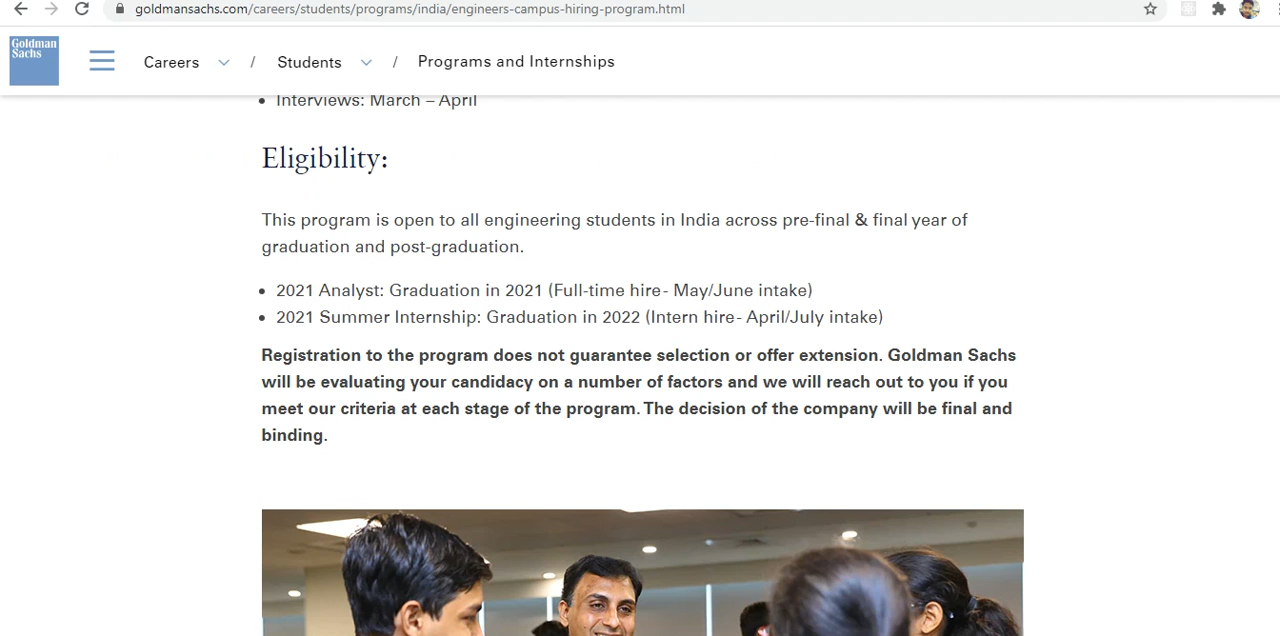 goldmansachs.com/careers/students/programs/india/engineers-campus-hiring-program.html
Goldman
Sachs
Careers / Students / Programs and Internships
• Interviews: March – April
Eligibility:
This program is open to all engineering students in India across pre-final & final year of
graduation and post-graduation.
• 2021 Analyst: Graduation in 2021 (Full-time hire- May/June intake)
• 2021 Summer Internship: Graduation in 2022 (Intern hire- April/July intake)
Registration to the program does not guarantee selection or offer extension. Goldman Sachs
will be evaluating your candidacy on a number of factors and we will reach out to you if you
meet our criteria at each stage of the program. The decision of the company will be final and
binding.